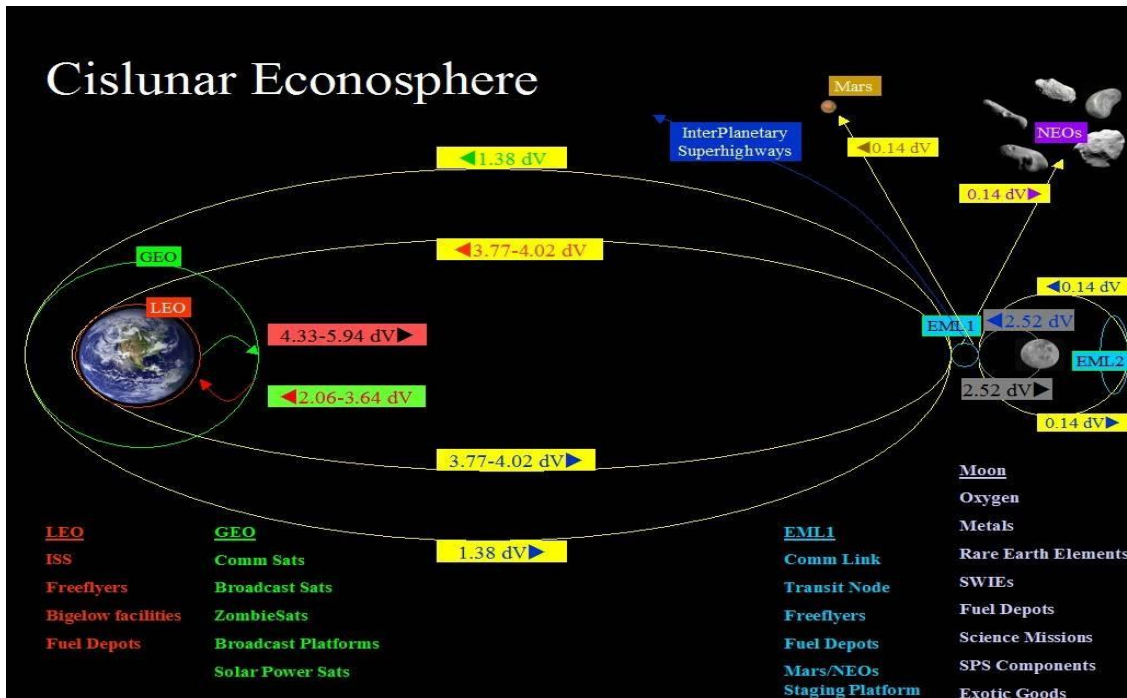 Cislunar Econosphere
Mars
NEOs
InterPlanetary
Superhighways
◄0.14 dV
0.14 dV►
◄1.38 dV
◄3.77-4.02 dV
GEO
LEO
4.33-5.94 dV►
◄2.06-3.64 dV
◄0.14 dV
EML1
◄2.52 dV
EML2
2.52 dV►
0.14 dV►
3.77-4.02 dV►
1.38 dV►
LEO
ISS
Freeflyers
Bigelow facilities
Fuel Depots
GEO
Comm Sats
Broadcast Sats
ZombieSats
Broadcast Platforms
Solar Power Sats
EML1
Comm Link
Transit Node
Freeflyers
Fuel Depots
Mars/NEOs
Staging Platform
Moon
Oxygen
Metals
Rare Earth Elements
SWIEs
Fuel Depots
Science Missions
SPS Components
Exotic Goods